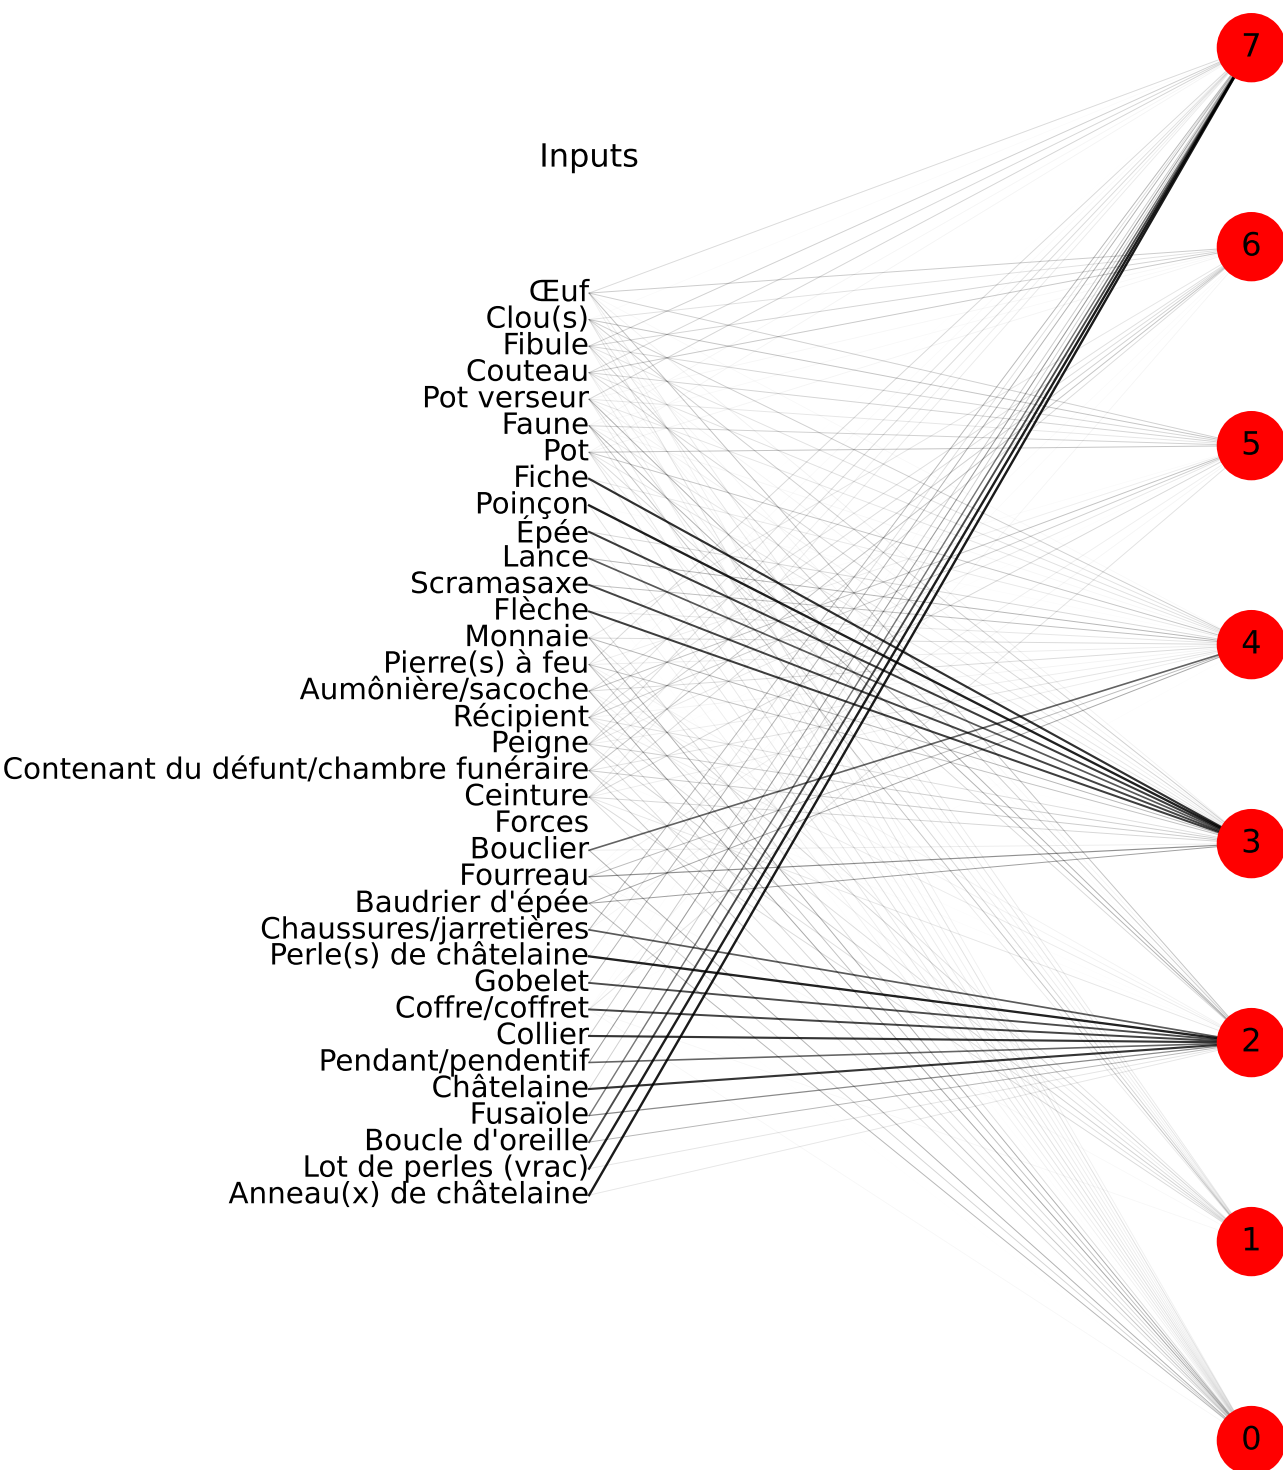 7
Inputs
6
Œuf
Clou(s)
Fibule
Couteau
Pot verseur
Faune
5
Pot
Fiche
Poinçon
Épée
Lance
Scramasaxe
Flèche
Monnaie
4
Pierre(s) à feu
Aumônière/sacoche
Récipient
Peigne
Contenant du défunt/chambre funéraire
Ceinture
Forces
3
Bouclier
Fourreau
Baudrier d'épée
Chaussures/jarretières
Perle(s) de châtelaine
Gobelet
Coffre/coffret
Collier
2
Pendant/pendentif
Châtelaine
Fusaïole
Boucle d'oreille
Lot de perles (vrac)
Anneau(x) de châtelaine
1
0